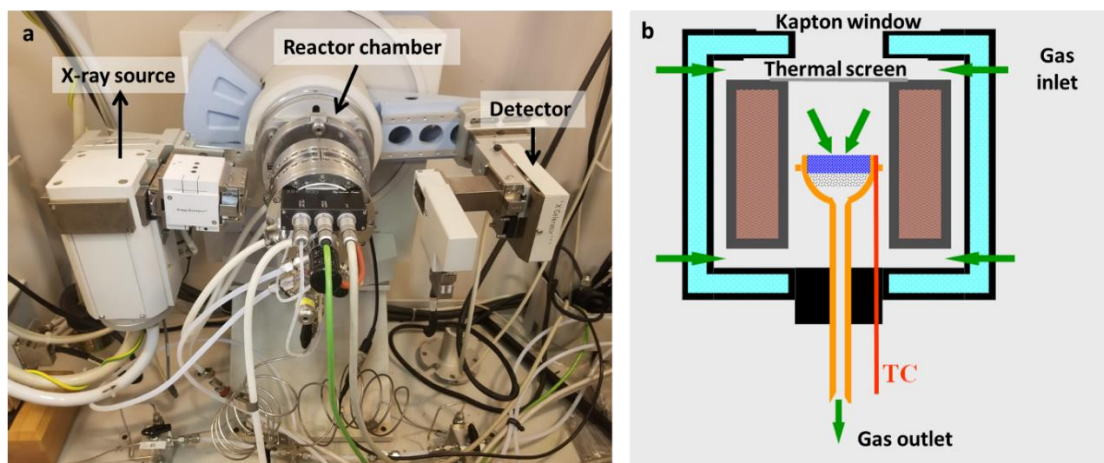 a
X-ray source
Reactor chamber
Detector
b
Kapton window
Gas
inlet
Thermal screen
TC
Gas outlet